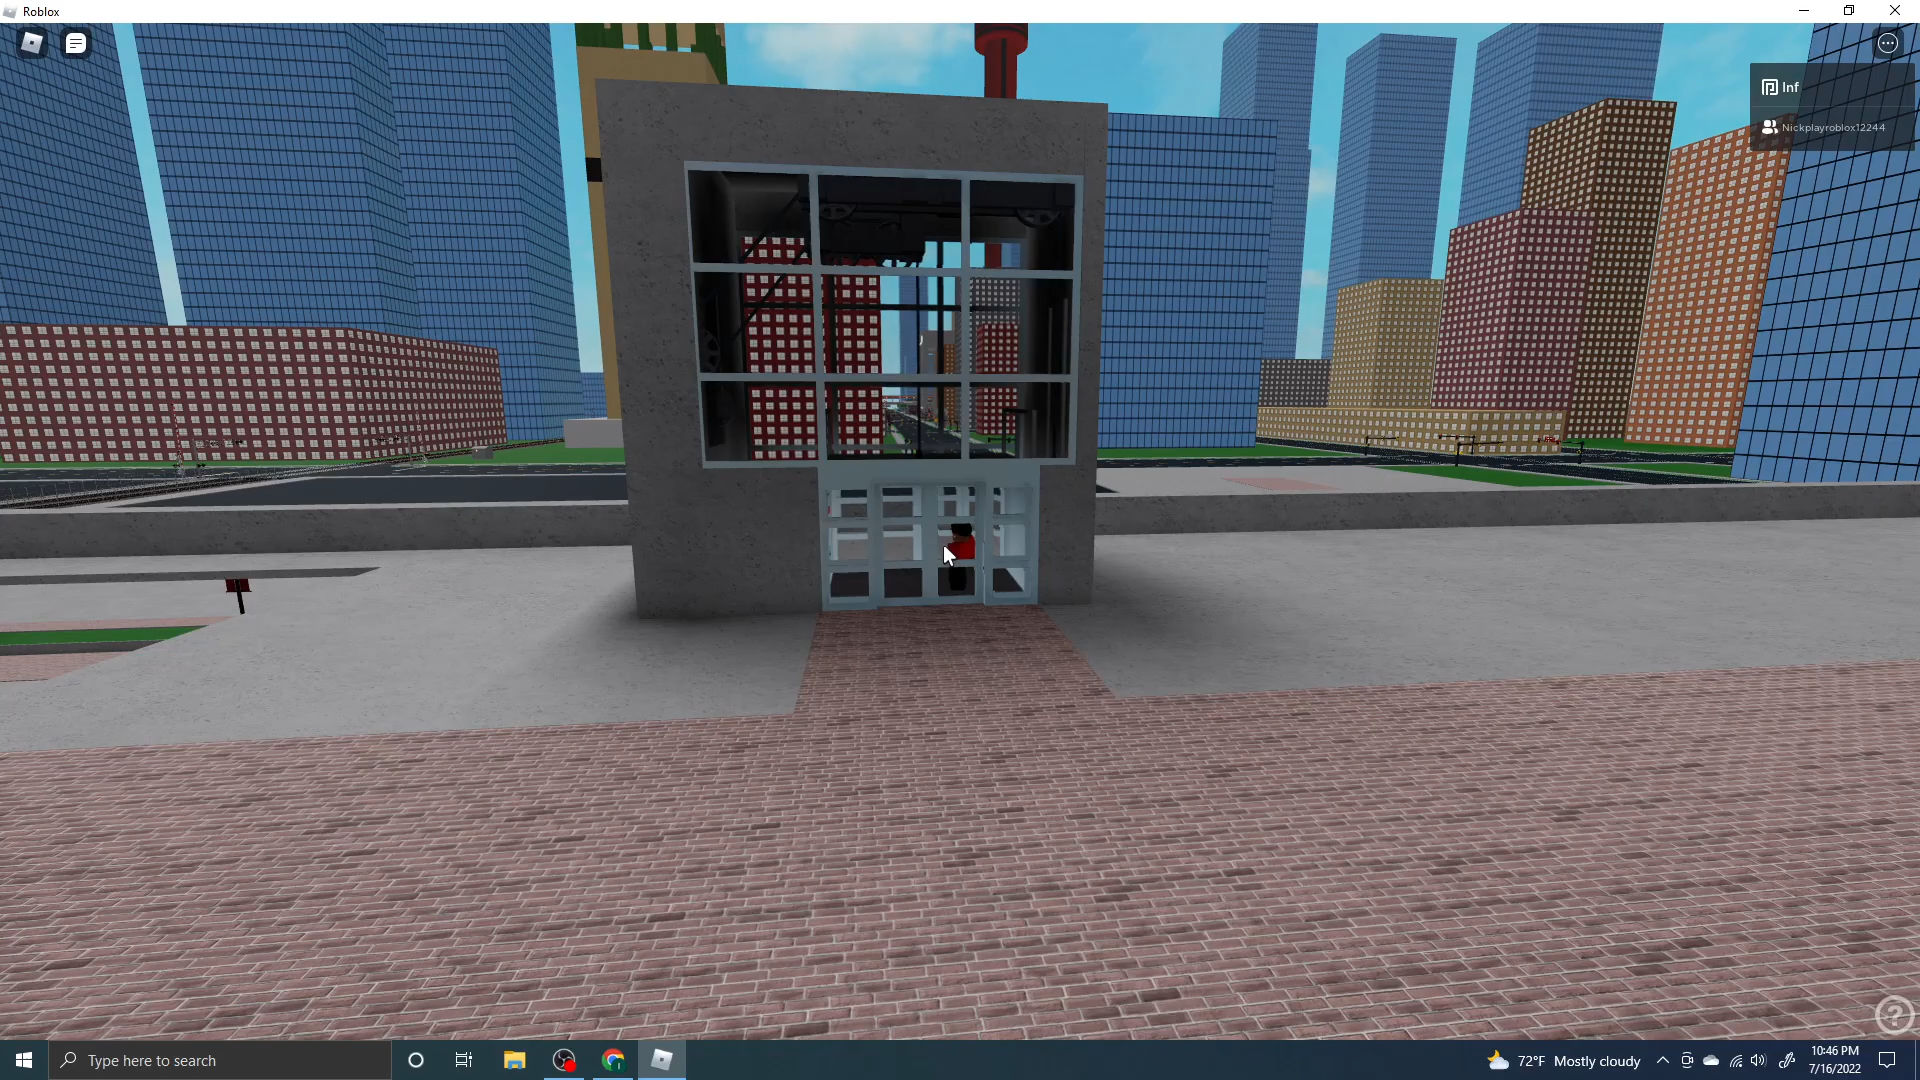 Roblox
Inf
Nickplayroblox12244
?
Type here to search
72°F Mostly cloudy
10:46 PM
7/16/2022